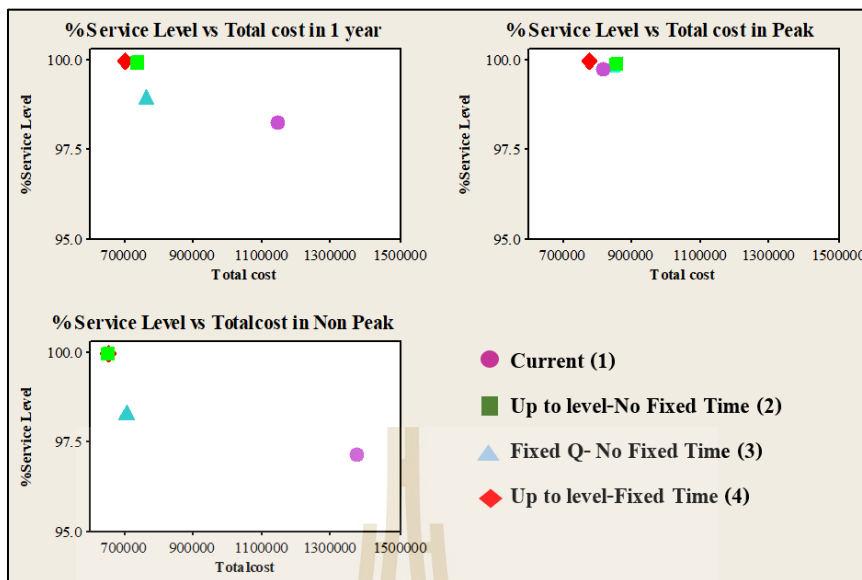 %Service Level vs Total cost in 1 year
%Service Level
100.0
97.5
95.0
700000 900000 1100000 1300000 1500000
Total cost
%Service Level vs Total cost in Peak
%Service Level
100.0
97.5
95.0
700000 900000 1100000 1300000 1500000
Total cost
%Service Level vs Totalcost in Non Peak
%Service Level
100.0
97.5
95.0
700000 900000 1100000 1300000 1500000
Totalcost
Current (1)
Up to level-No Fixed Time (2)
Fixed Q- No Fixed Time (3)
Up to level-Fixed Time (4)